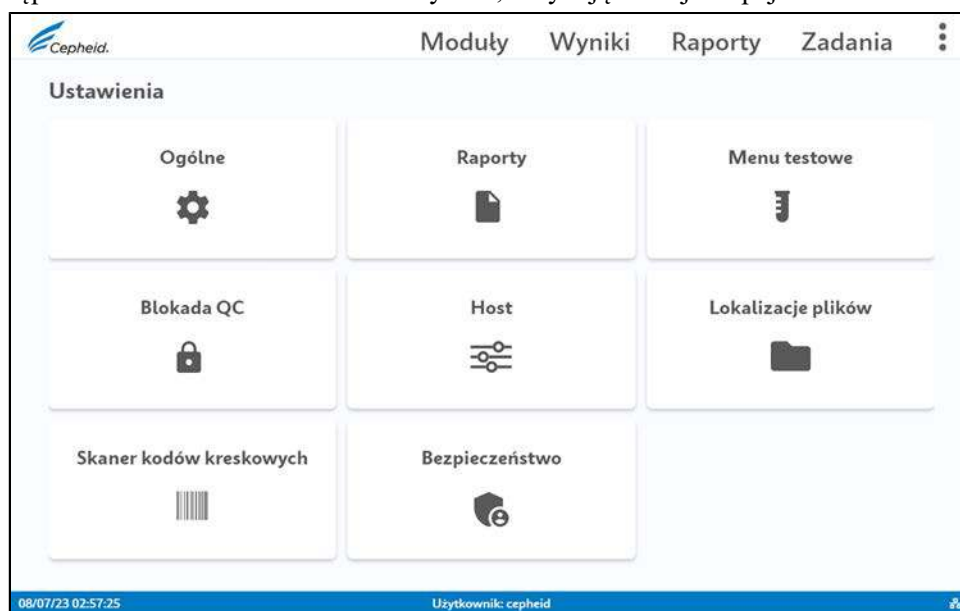 Cepheid.
Moduły Wyniki Raporty Zadania
Ustawienia
Ogólne Raporty Menu testowe
Blokada QC Host Lokalizacje plików
Skaner kodów kreskowych Bezpieczeństwo
08/07/23 02:57:25 Użytkownik: cepheid